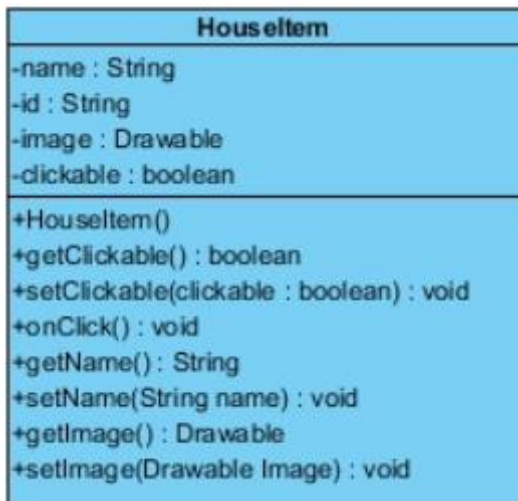 HouseItem
-name : String
-id : String
-image : Drawable
-clickable : boolean
+HouseItem()
+getClickable() : boolean
+setClickable(clickable : boolean) : void
+onClick() : void
+getName() : String
+setName(String name) : void
+getImage() : Drawable
+setImage(Drawable Image) : void